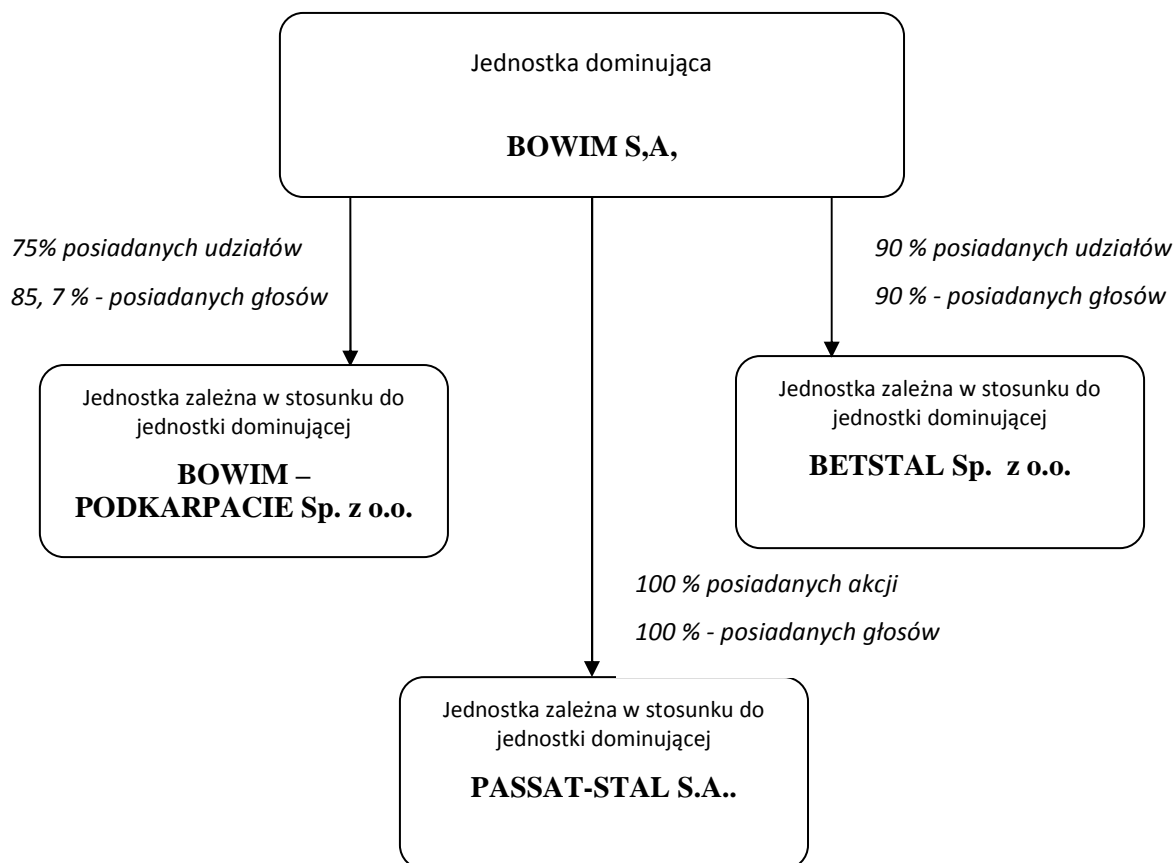 Jednostka dominująca
BOWIM S,A,
75% posiadanych udziałów
85, 7 % - posiadanych głosów
90 % posiadanych udziałów
90 % - posiadanych głosów
Jednostka zależna w stosunku do
jednostki dominującej
BOWIM –
PODKARPACIE Sp. z o.o.
Jednostka zależna w stosunku do
jednostki dominującej
BETSTAL Sp. z o.o.
100 % posiadanych akcji
100 % - posiadanych głosów
Jednostka zależna w stosunku do
jednostki dominującej
PASSAT-STAL S.A..